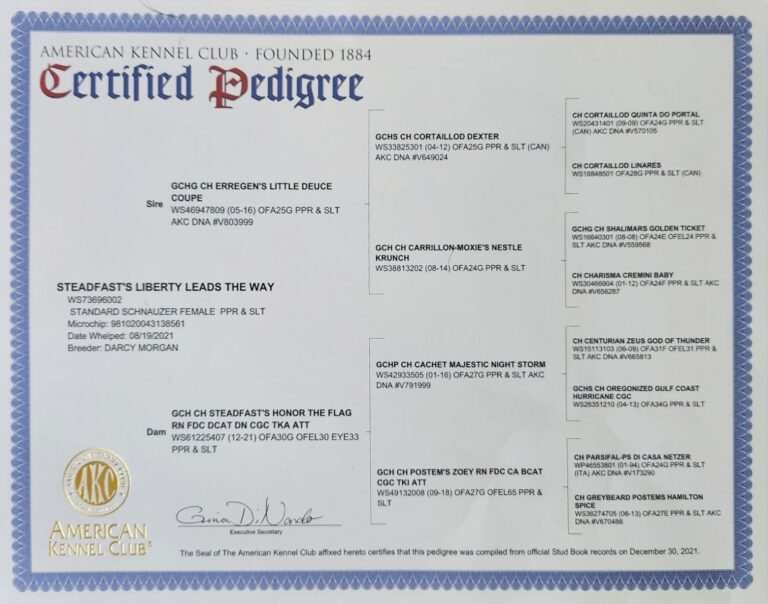 AMERICAN KENNEL CLUB · FOUNDED 1884
Certified Pedigree
STEADFAST'S LIBERTY LEADS THE WAY
WS73696002
STANDARD SCHNAUZER FEMALE PPR & SLT
Microchip: 981020043138561
Date Whelped: 08/19/2021
Breeder: DARCY MORGAN
Sire
GCHG CH ERREGEN'S LITTLE DEUCE
COUPE
WS46947809 (05-16) OFA25G PPR & SLT
AKC DNA #V803999
Dam
GCH CH STEADFAST'S HONOR THE FLAG
RN FDC DCAT DN CGC TKA ATT
WS61225407 (12-21) OFA30G OFEL30 EYE33
PPR & SLT
GCHS CH CORTAILLOD DEXTER
WS33825301 (04-12) OFA25G PPR & SLT (CAN)
AKC DNA #V649024
GCH CH CARRILLON-MOXIE'S NESTLE
KRUNCH
WS38813202 (08-14) OFA24G PPR & SLT
GCHP CH CACHET MAJESTIC NIGHT STORM
WS42933505 (01-16) OFA27G PPR & SLT AKC
DNA #V791999
GCH CH POSTEM'S ZOEY RN FDC CA BCAT
CGC TKI ATT
WS49132008 (09-18) OFA27G OFEL65 PPR &
SLT
CH CORTAILLOD QUINTA DO PORTAL
WS20431401 (09-09) OFA24G PPR & SLT
(CAN) AKC DNA #V570105
CH CORTAILLOD LINARES
WS18848501 OFA28G PPR & SLT (CAN)
GCHG CH SHALIMARS GOLDEN TICKET
WS16640301 (08-08) OFA24E OFEL24 PPR &
SLT AKC DNA #V559568
CH CHARISMA CREMINI BABY
WS30466904 (01-12) OFA24F PPR & SLT AKC
DNA #V656287
CH CENTURIAN ZEUS GOD OF THUNDER
WS15113103 (06-09) OFA31F OFEL31 PPR &
SLT AKC DNA #V665813
GCHS CH OREGONIZED GULF COAST
HURRICANE CGC
WS26351210 (04-13) OFA34G PPR & SLT
CH PARSIFAL-PS DI CASA NETZER
WP46553801 (01-94) OFA24G PPR & SLT
(ITA) AKC DNA #V173290
CH GREYBEARD POSTEMS HAMILTON
SPICE
WS36274705 (06-13) OFA27E PPR & SLT AKC
DNA #V670486
AKC
AMERICAN
KENNEL CLUB®
Gina DiNardo
Executive Secretary
The Seal of The American Kennel Club affixed hereto certifies that this pedigree was compiled from official Stud Book records on December 30, 2021.